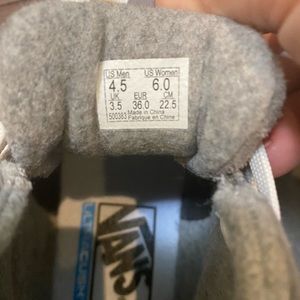 US Men US Women
4.5 6.0
UK EUR CM
3.5 36.0 22.5
Made in China
500383 Fabriqué en Chine
VANS